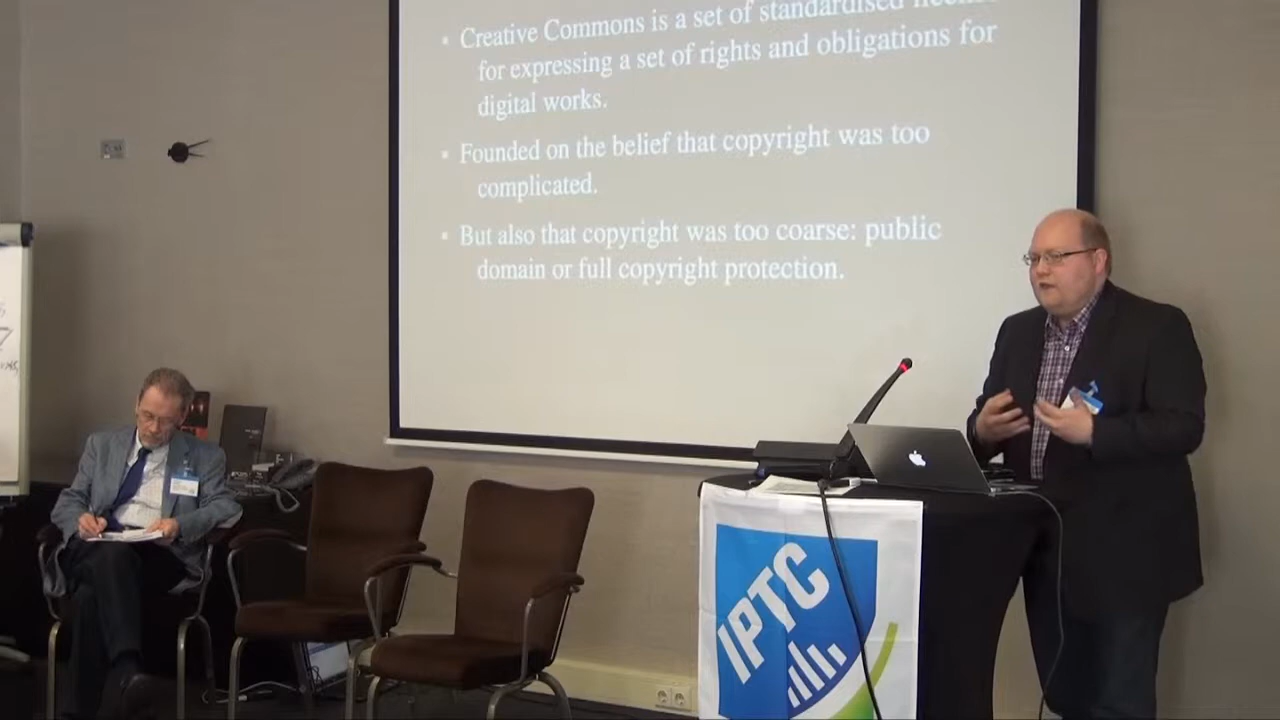 Creative Commons is a set of standardised
for expressing a set of rights and obligations for
digital works.
Founded on the belief that copyright was too
complicated.
But also that copyright was too coarse: public
domain or full copyright protection.
IPTC